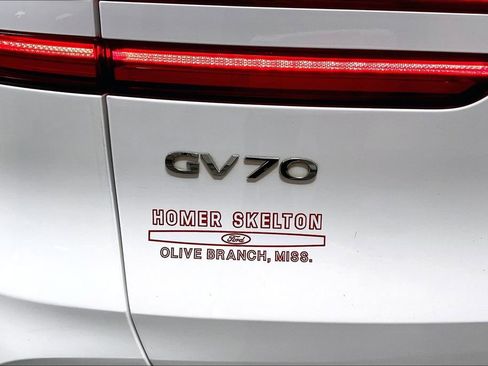 GV70
HOMER SKELTON
Ford
OLIVE BRANCH, MISS.